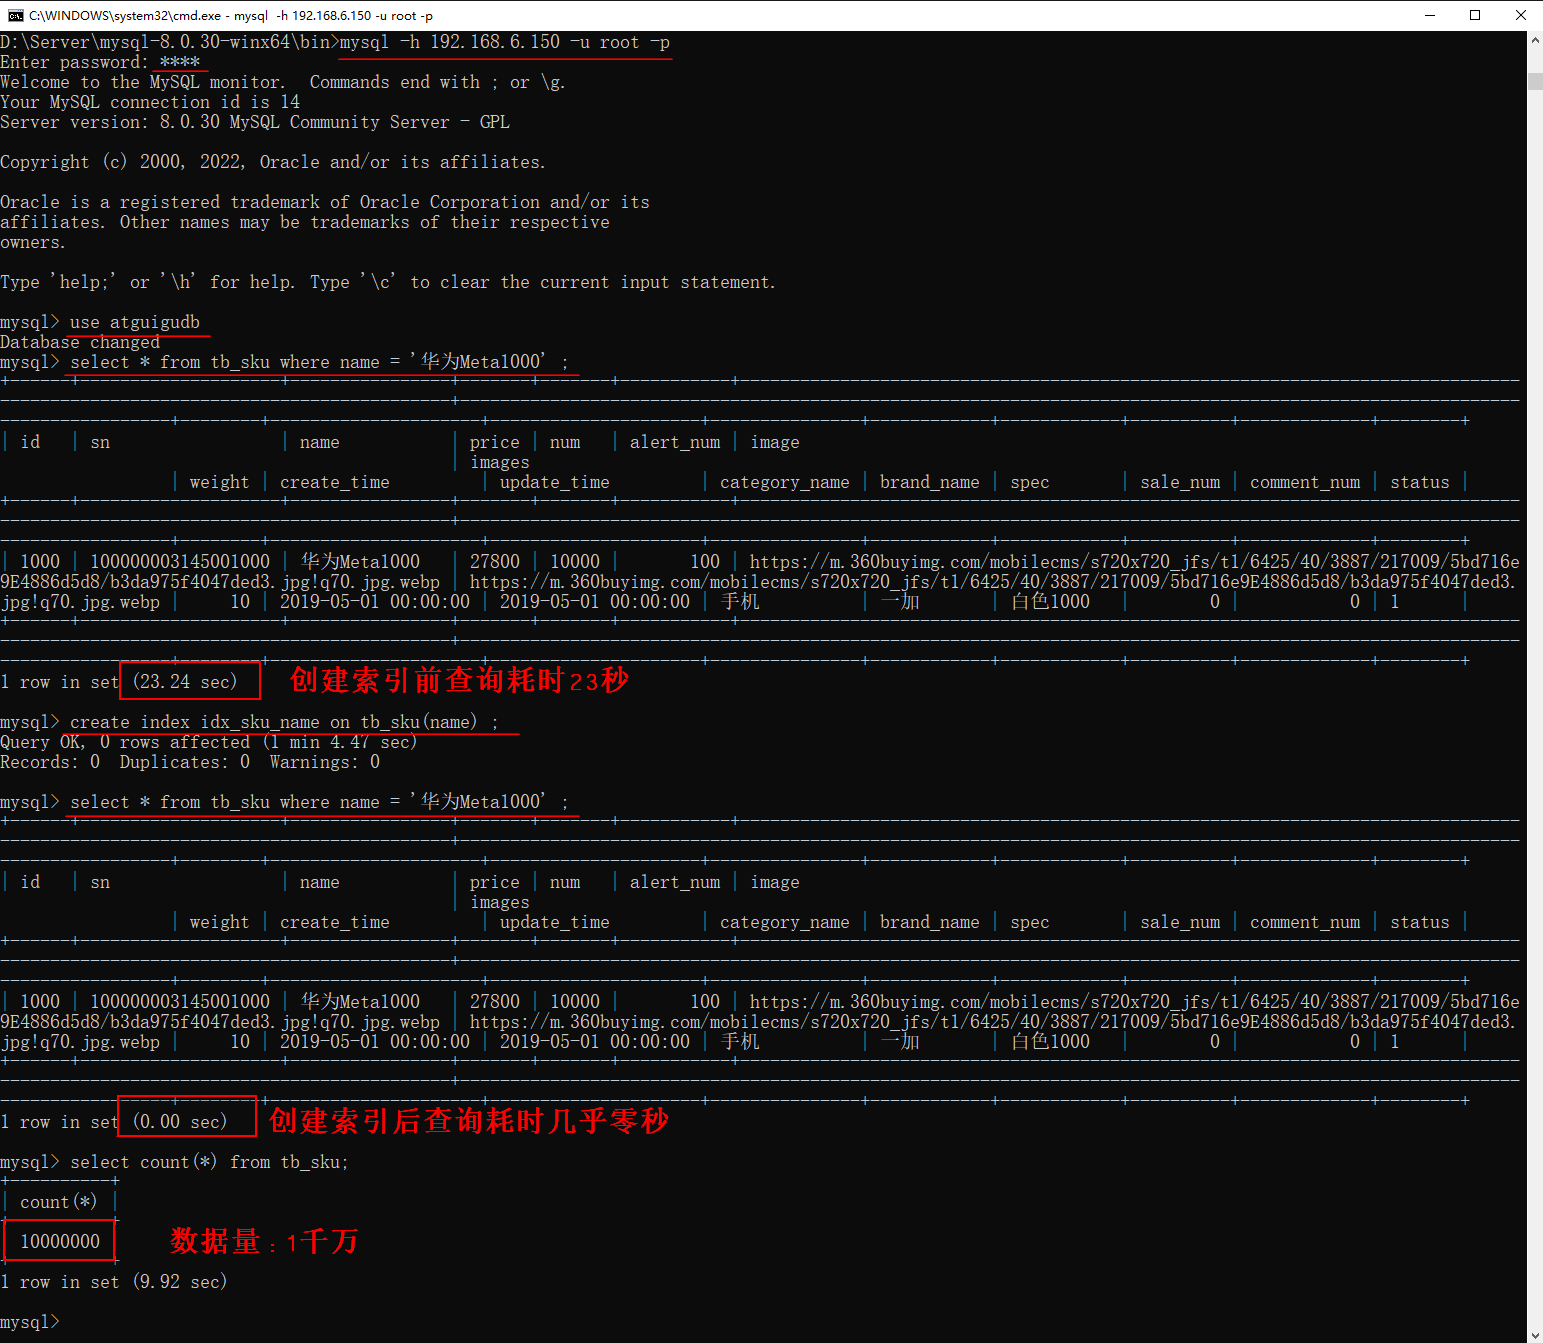 C:\WINDOWS\system32\cmd.exe - mysql -h 192.168.6.150 -u root -p
D:\Server\mysql-8.0.30-winx64\bin>mysql -h 192.168.6.150 -u root -p
Enter password: ****
Welcome to the MySQL monitor.  Commands end with ; or \g.
Your MySQL connection id is 14
Server version: 8.0.30 MySQL Community Server - GPL
Copyright (c) 2000, 2022, Oracle and/or its affiliates.
Oracle is a registered trademark of Oracle Corporation and/or its
affiliates. Other names may be trademarks of their respective
owners.
Type 'help;' or '\h' for help. Type '\c' to clear the current input statement.
mysql> use atguigudb
Database changed
mysql> select * from tb_sku where name = '华为Meta1000' ;
| id | sn | name | price | num | alert_num | image
| images
| weight | create_time | update_time | category_name | brand_name | spec | sale_num | comment_num | status |
| 1000 | 100000003145001000 | 华为Meta1000 | 27800 | 10000 | 100 | https://m.360buyimg.com/mobilecms/s720x720_jfs/t1/6425/40/3887/217009/5bd716e
9E4886d5d8/b3da975f4047ded3.jpg!q70.jpg.webp | https://m.360buyimg.com/mobilecms/s720x720_jfs/t1/6425/40/3887/217009/5bd716e9E4886d5d8/b3da975f4047ded3.
jpg!q70.jpg.webp | 10 | 2019-05-01 00:00:00 | 2019-05-01 00:00:00 | 手机 | 一加 | 白色1000 | 0 | 0 | 1 |
1 row in set (23.24 sec) 创建索引前查询耗时23秒
mysql> create index idx_sku_name on tb_sku(name) ;
Query OK, 0 rows affected (1 min 4.47 sec)
Records: 0  Duplicates: 0  Warnings: 0
mysql> select * from tb_sku where name = '华为Meta1000' ;
| id | sn | name | price | num | alert_num | image
| images
| weight | create_time | update_time | category_name | brand_name | spec | sale_num | comment_num | status |
| 1000 | 100000003145001000 | 华为Meta1000 | 27800 | 10000 | 100 | https://m.360buyimg.com/mobilecms/s720x720_jfs/t1/6425/40/3887/217009/5bd716e
9E4886d5d8/b3da975f4047ded3.jpg!q70.jpg.webp | https://m.360buyimg.com/mobilecms/s720x720_jfs/t1/6425/40/3887/217009/5bd716e9E4886d5d8/b3da975f4047ded3.
jpg!q70.jpg.webp | 10 | 2019-05-01 00:00:00 | 2019-05-01 00:00:00 | 手机 | 一加 | 白色1000 | 0 | 0 | 1 |
1 row in set (0.00 sec) 创建索引后查询耗时几乎零秒
mysql> select count(*) from tb_sku;
| count(*) |
10000000 数据量：1千万
1 row in set (9.92 sec)
mysql>